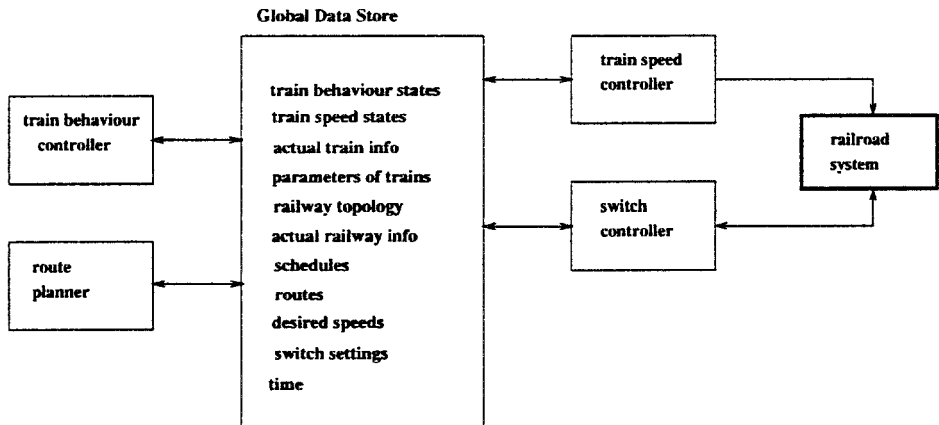 Global Data Store
train behaviour
controller
route
planner
train behaviour states
train speed states
actual train info
parameters of trains
railway topology
actual railway info
schedules
routes
desired speeds
switch settings
time
train speed
controller
switch
controller
railroad
system